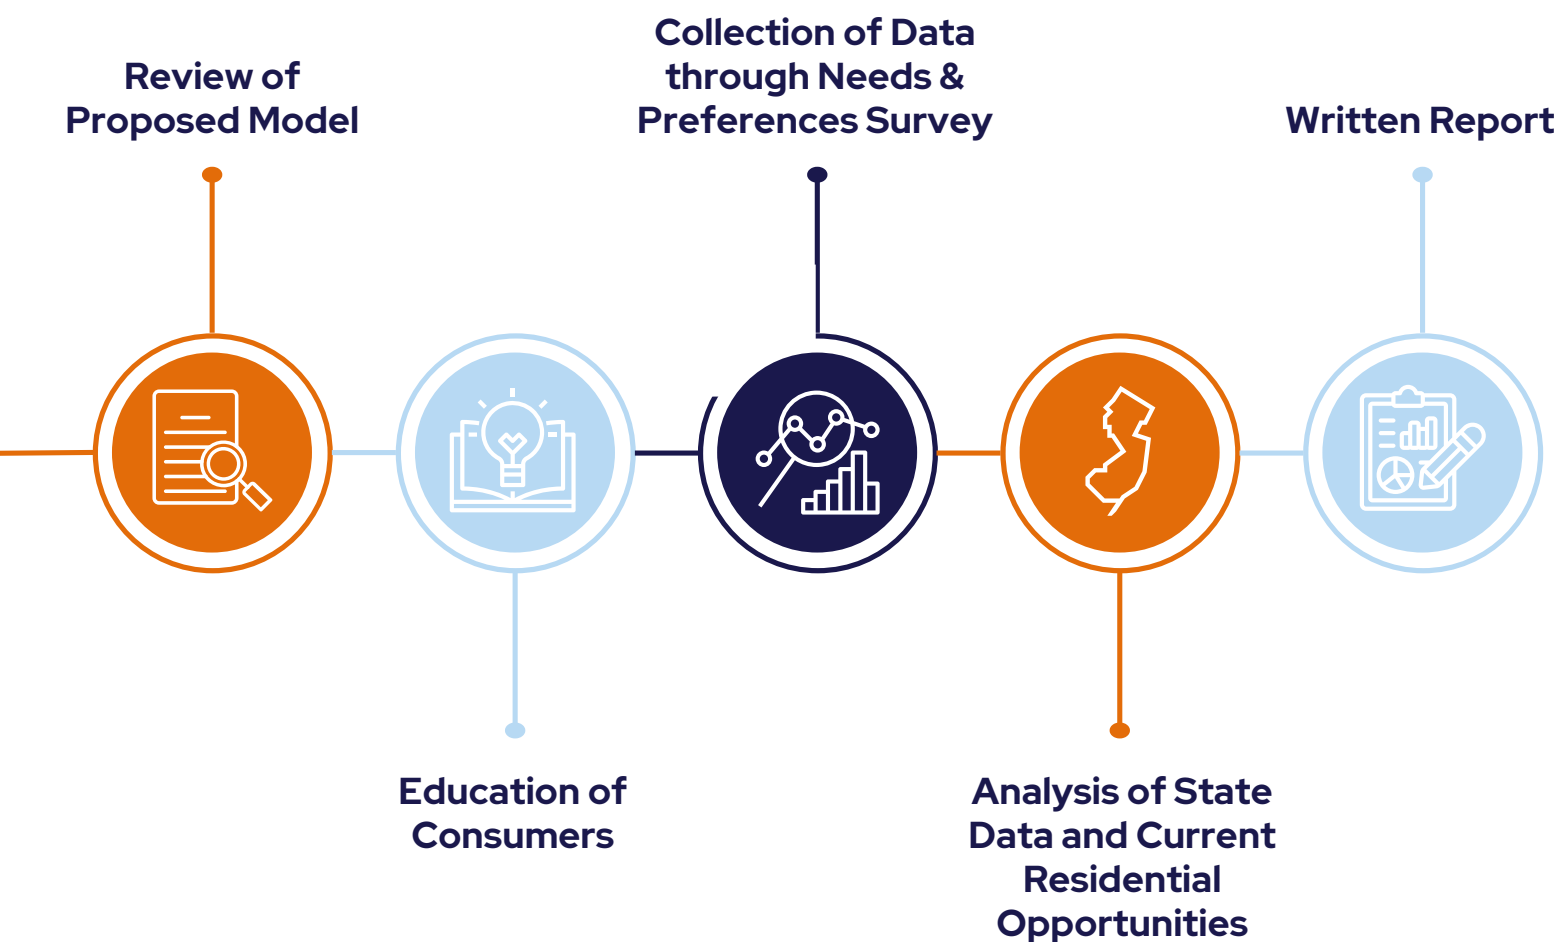 Review of
Proposed Model
Education of
Consumers
Collection of Data
through Needs &
Preferences Survey
Analysis of State
Data and Current
Residential
Opportunities
Written Report